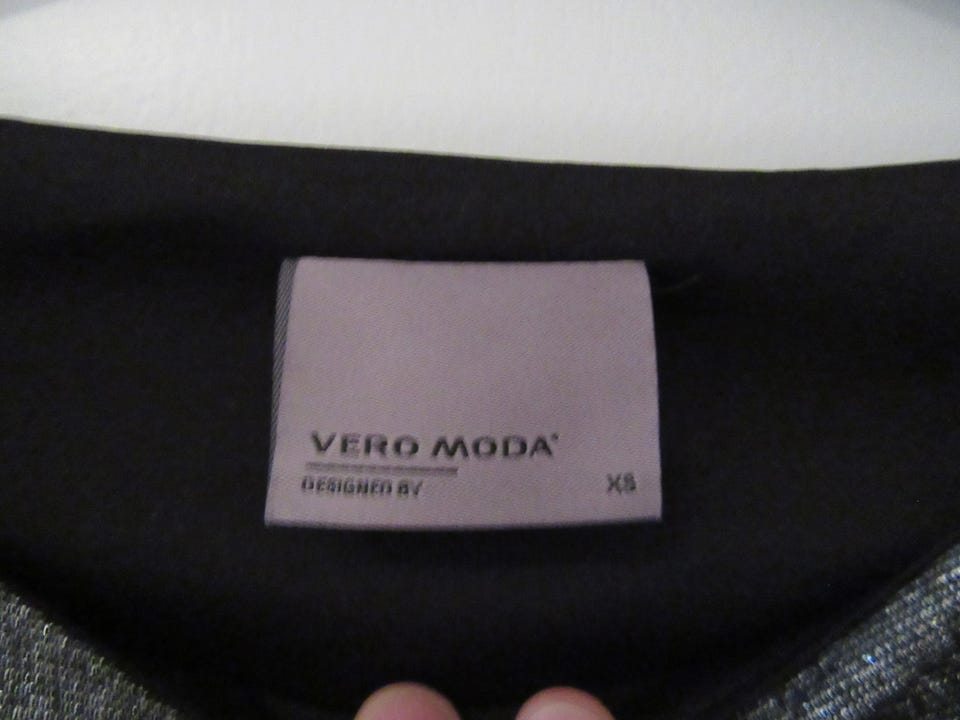 VERO MODA®
DESIGNED BY
XS